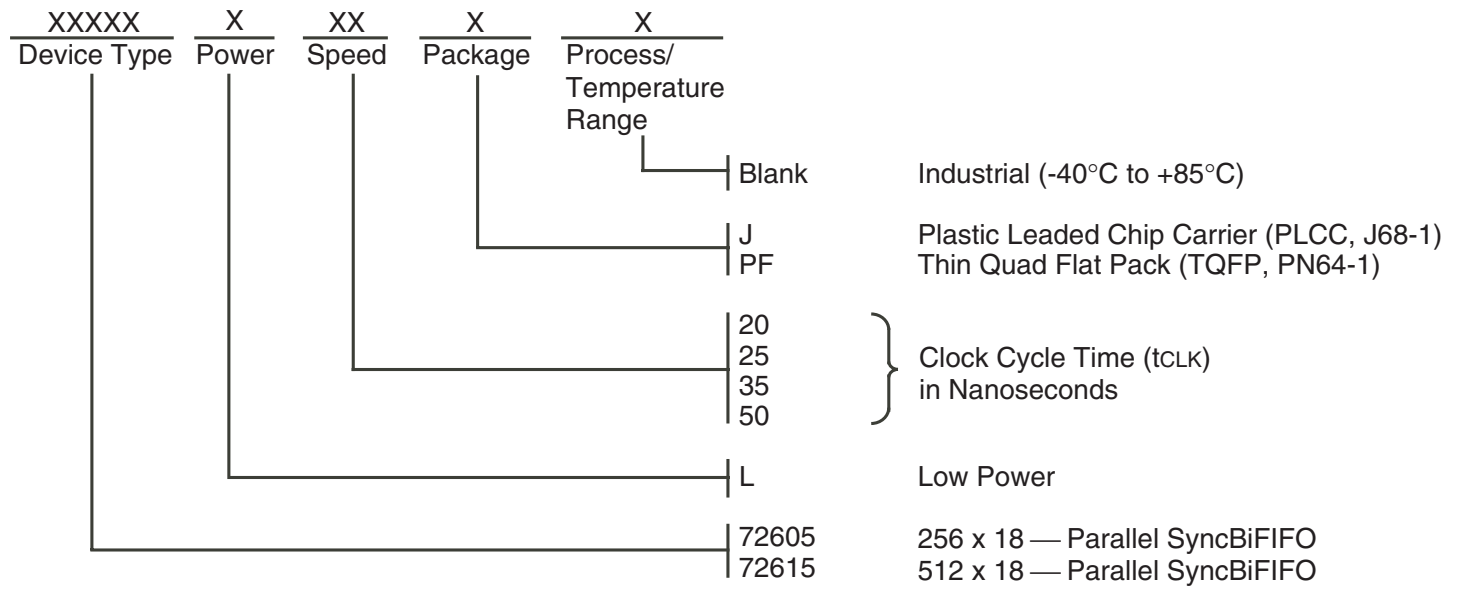 XXXXX X XX X X
Device Type Power Speed Package Process/
Temperature
Range
Blank Industrial (-40°C to +85°C)
J Plastic Leaded Chip Carrier (PLCC, J68-1)
PF Thin Quad Flat Pack (TQFP, PN64-1)
20
25 Clock Cycle Time (tCLK)
35 in Nanoseconds
50
L Low Power
72605 256 x 18 — Parallel SyncBiFIFO
72615 512 x 18 — Parallel SyncBiFIFO